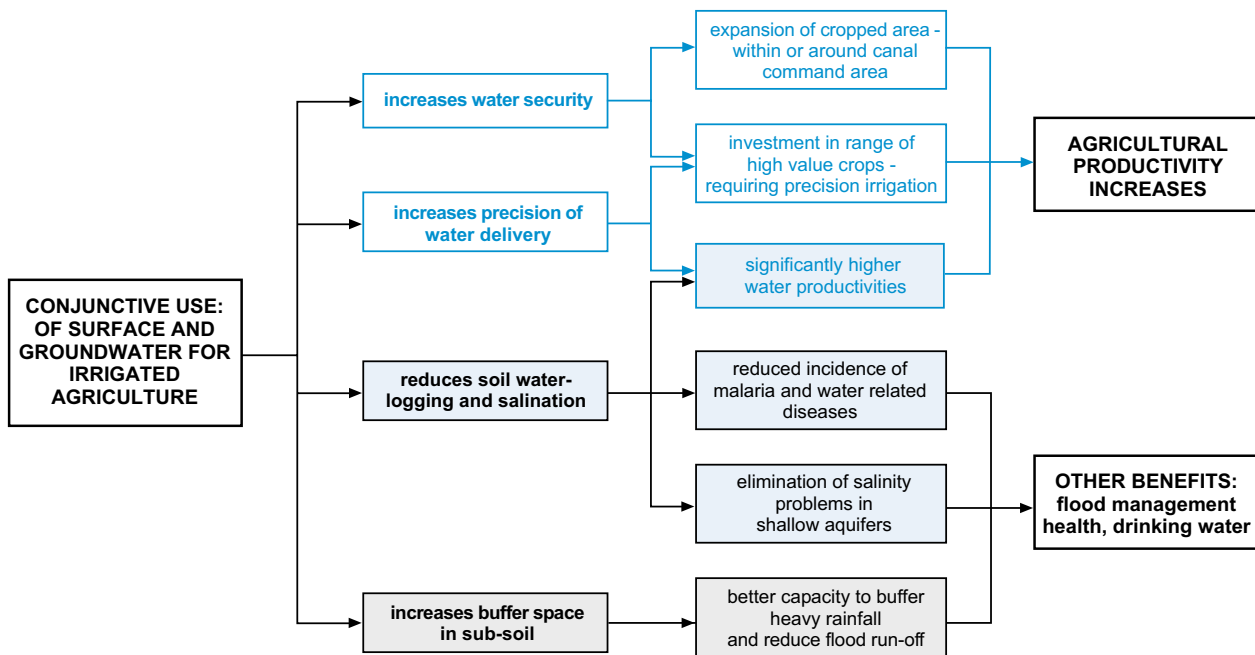 CONJUNCTIVE USE:
OF SURFACE AND
GROUNDWATER FOR
IRRIGATED
AGRICULTURE
increases water security
increases precision of
water delivery
reduces soil water-
logging and salination
increases buffer space
in sub-soil
expansion of cropped area -
within or around canal
command area
investment in range of
high value crops -
requiring precision irrigation
significantly higher
water productivities
reduced incidence of
malaria and water related
diseases
elimination of salinity
problems in
shallow aquifers
better capacity to buffer
heavy rainfall
and reduce flood run-off
AGRICULTURAL
PRODUCTIVITY
INCREASES
OTHER BENEFITS:
flood management
health, drinking water